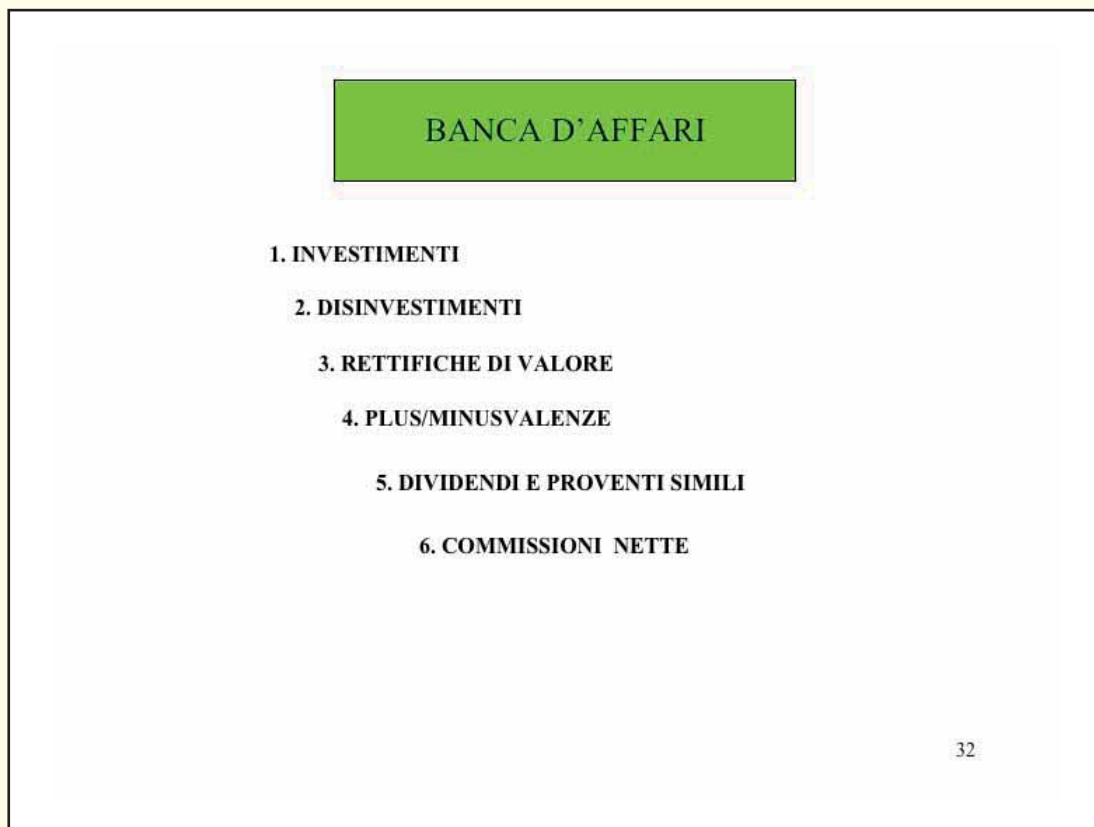 BANCA D’AFFARI
1. INVESTIMENTI
2. DISINVESTIMENTI
3. RETTIFICHE DI VALORE
4. PLUS/MINUSVALENZE
5. DIVIDENDI E PROVENTI SIMILI
6. COMMISSIONI  NETTE
32